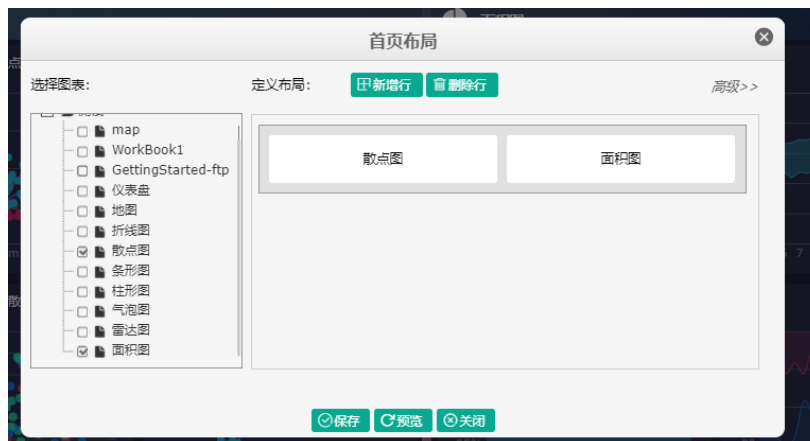 首页布局
选择图表:
定义布局:
新增行
删除行
高级>>
map
WorkBook1
GettingStarted-ftp
仪表盘
地图
折线图
散点图
条形图
柱形图
气泡图
雷达图
面积图
散点图
面积图
保存
预览
关闭